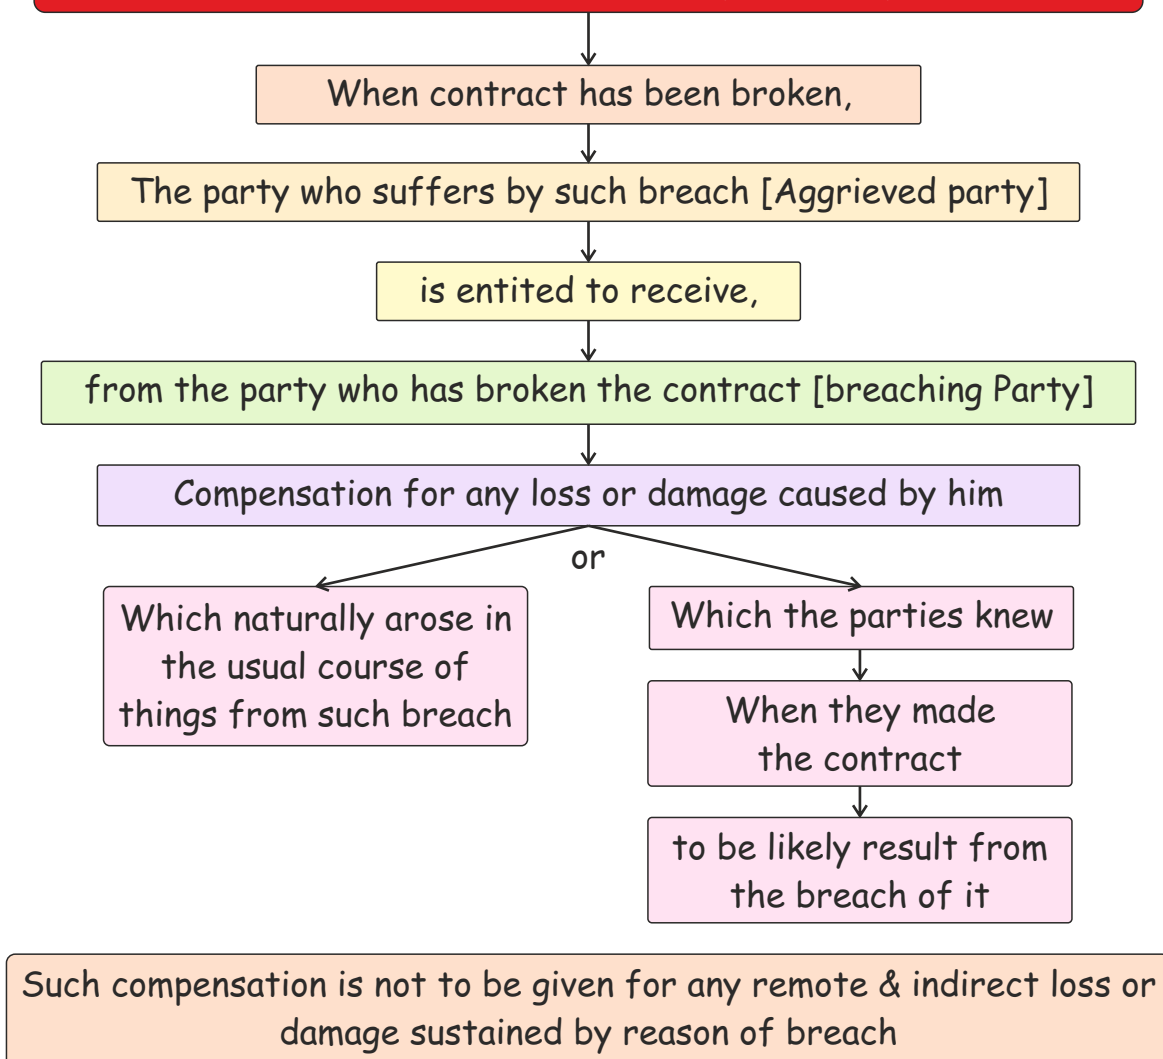 When contract has been broken,
The party who suffers by such breach [Aggrieved party]
is entited to receive,
from the party who has broken the contract [breaching Party]
Compensation for any loss or damage caused by him
or
Which naturally arose in
the usual course of
things from such breach
Which the parties knew
When they made
the contract
to be likely result from
the breach of it
Such compensation is not to be given for any remote & indirect loss or
damage sustained by reason of breach